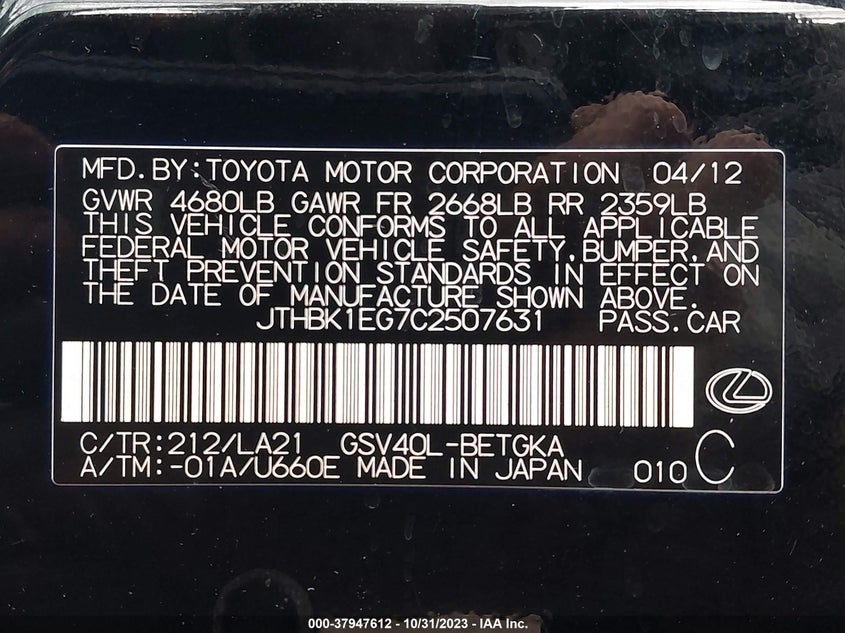 MFD.BY:TOYOTA MOTOR CORPORATION 04/12
GVWR 4680LB GAWR FR 2668LB RR 2359LB
THIS VEHICLE CONFORMS TO ALL APPLICABLE
FEDERAL MOTOR VEHICLE SAFETY,BUMPER,AND
THEFT PREVENTION STANDARDS IN EFFECT ON
THE DATE OF MANUFACTURE SHOWN ABOVE.
JTHBK1EG7C2507631 PASS.CAR
C/TR:212/LA21 GSV40L-BETGKA
A/TM:-01A/U660E MADE IN JAPAN 010 C
000-37947612 - 10/31/2023 - IAA Inc.